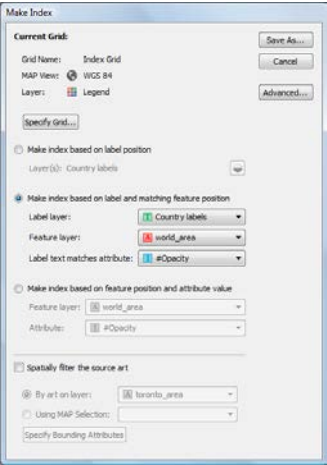 Make Index
Current Grid:
Save As...
Grid Name: Index Grid
Cancel
MAP View: WGS 84
Layer: Legend
Advanced...
Specify Grid...
Make index based on label position
Layer(s): Country labels
Make index based on label and matching feature position
Label layer: Country labels
Feature layer: world_area
Label text matches attribute: #Opacity
Make index based on feature position and attribute value
Feature layer: world_area
Attribute: #Opacity
Spatially filter the source art
By art on layer: toronto_area
Using MAP Selection:
Specify Bounding Attributes